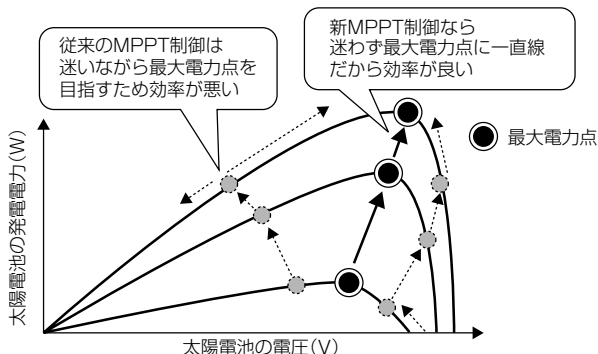 従来のMPPT制御は
迷いながら最大電力点を
目指すため効率が悪い
新MPPT制御なら
迷わず最大電力点に一直線
だから効率が良い
最大電力点
太陽電池の発電電力(W)
太陽電池の電圧(V)